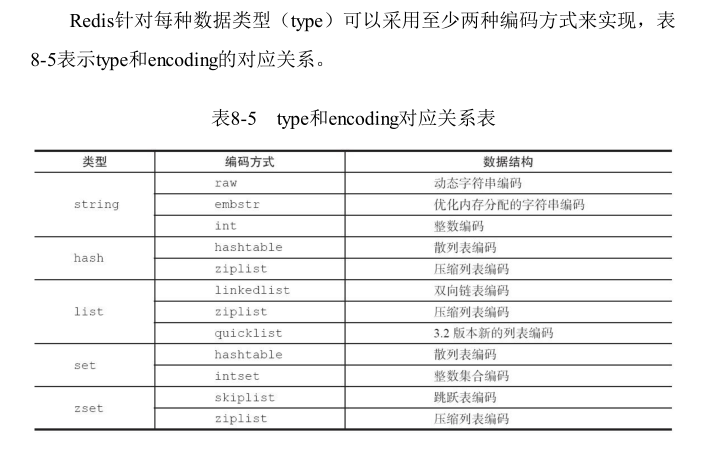 Redis针对每种数据类型（type）可以采用至少两种编码方式来实现，表
8-5表示type和encoding的对应关系。
表8-5 type和encoding对应关系表
类型 编码方式 数据结构
raw 动态字符串编码
string embstr 优化内存分配的字符串编码
int 整数编码
hash hashtable 散列表编码
ziplist 压缩列表编码
linkedlist 双向链表编码
list ziplist 压缩列表编码
quicklist 3.2 版本新的列表编码
set hashtable 散列表编码
intset 整数集合编码
zset skiplist 跳跃表编码
ziplist 压缩列表编码